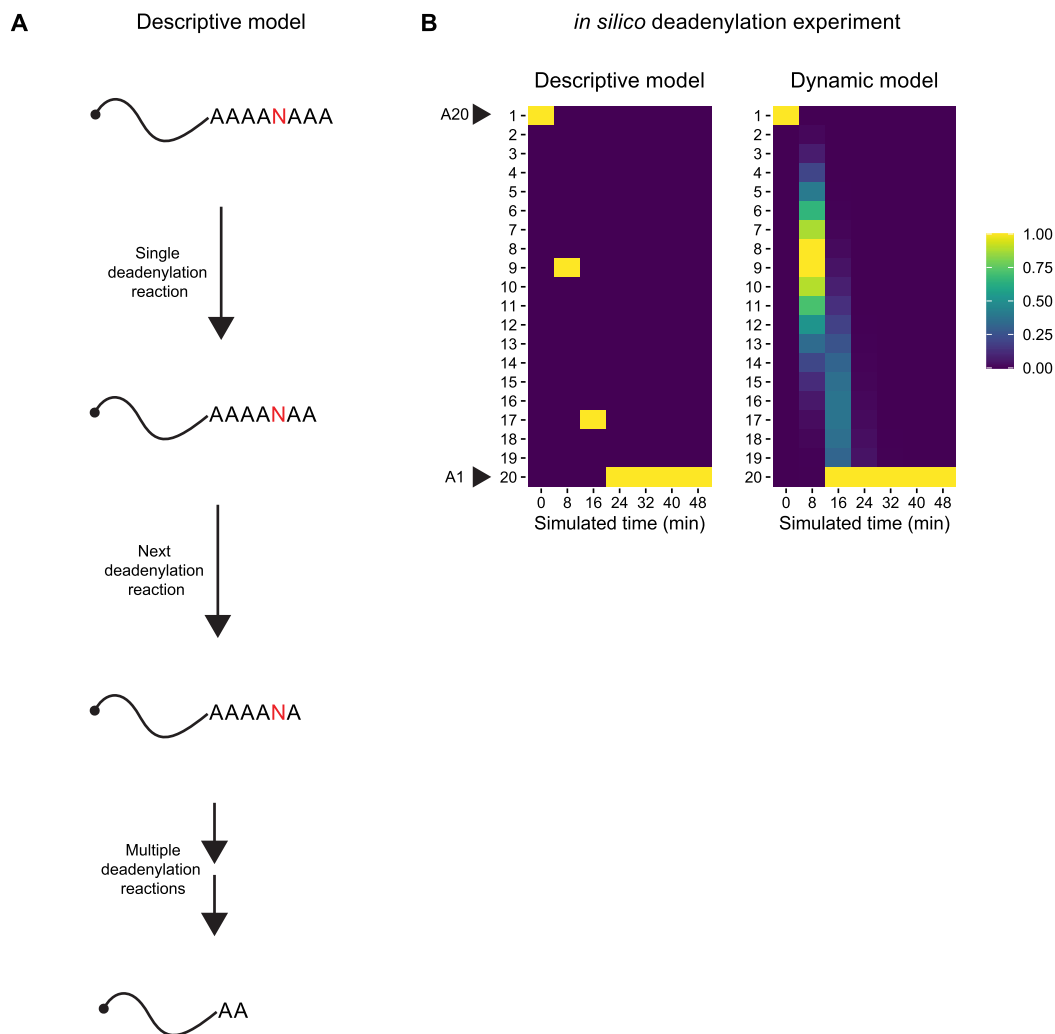 A
Descriptive model
AAAANAAA
Single
deadenylation
reaction
AAAANAA
Next
deadenylation
reaction
AAAANA
Multiple
deadenylation
reactions
AA
B
in silico deadenylation experiment
Descriptive model
A20
1
2
3
4
5
6
7
8
9
10
11
12
13
14
15
16
17
18
19
A1
20
0 8 16 24 32 40 48
Simulated time (min)
Dynamic model
1
2
3
4
5
6
7
8
9
10
11
12
13
14
15
16
17
18
19
20
0 8 16 24 32 40 48
Simulated time (min)
1.00
0.75
0.50
0.25
0.00